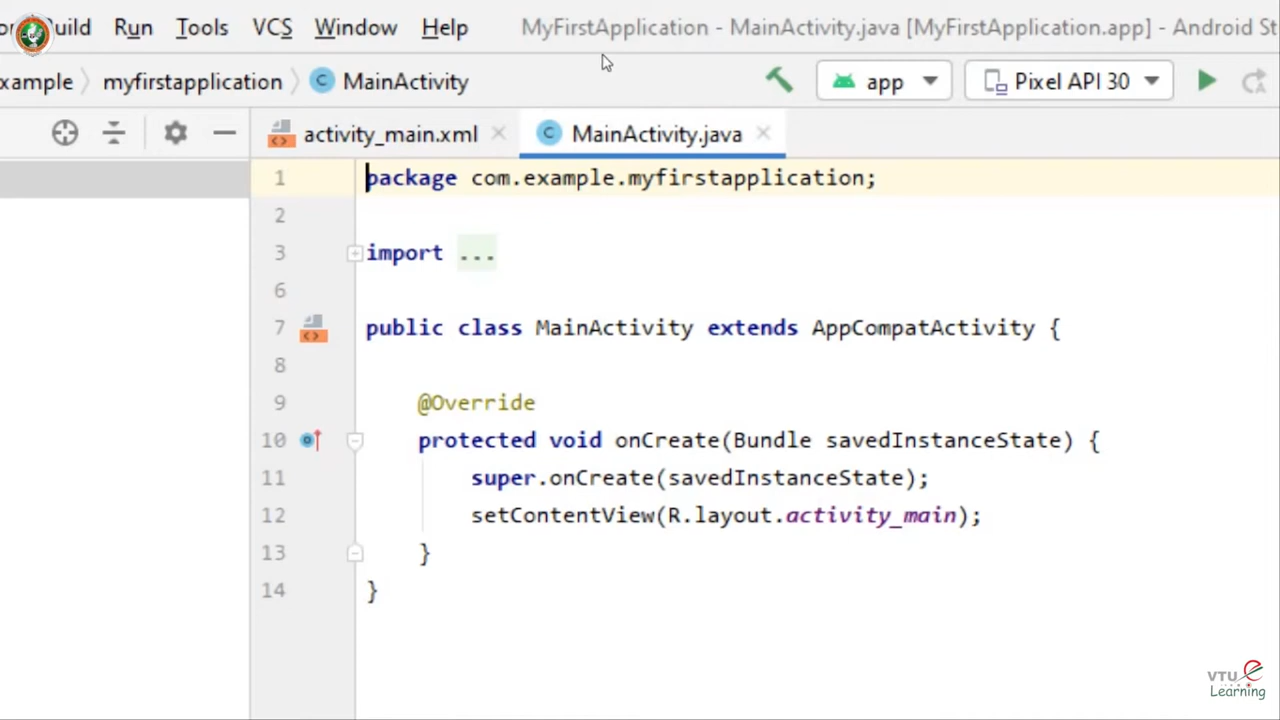 Build Run Tools VCS Window Help MyFirstApplication - MainActivity.java [MyFirstApplication.app] - Android St
example myfirstapplication MainActivity app Pixel API 30
activity_main.xml MainActivity.java
1 package com.example.myfirstapplication;
2
3 import ...
6
7 public class MainActivity extends AppCompatActivity {
8
9 @Override
10 protected void onCreate(Bundle savedInstanceState) {
11 super.onCreate(savedInstanceState);
12 setContentView(R.layout.activity_main);
13 }
14 }
VTU e
Learning